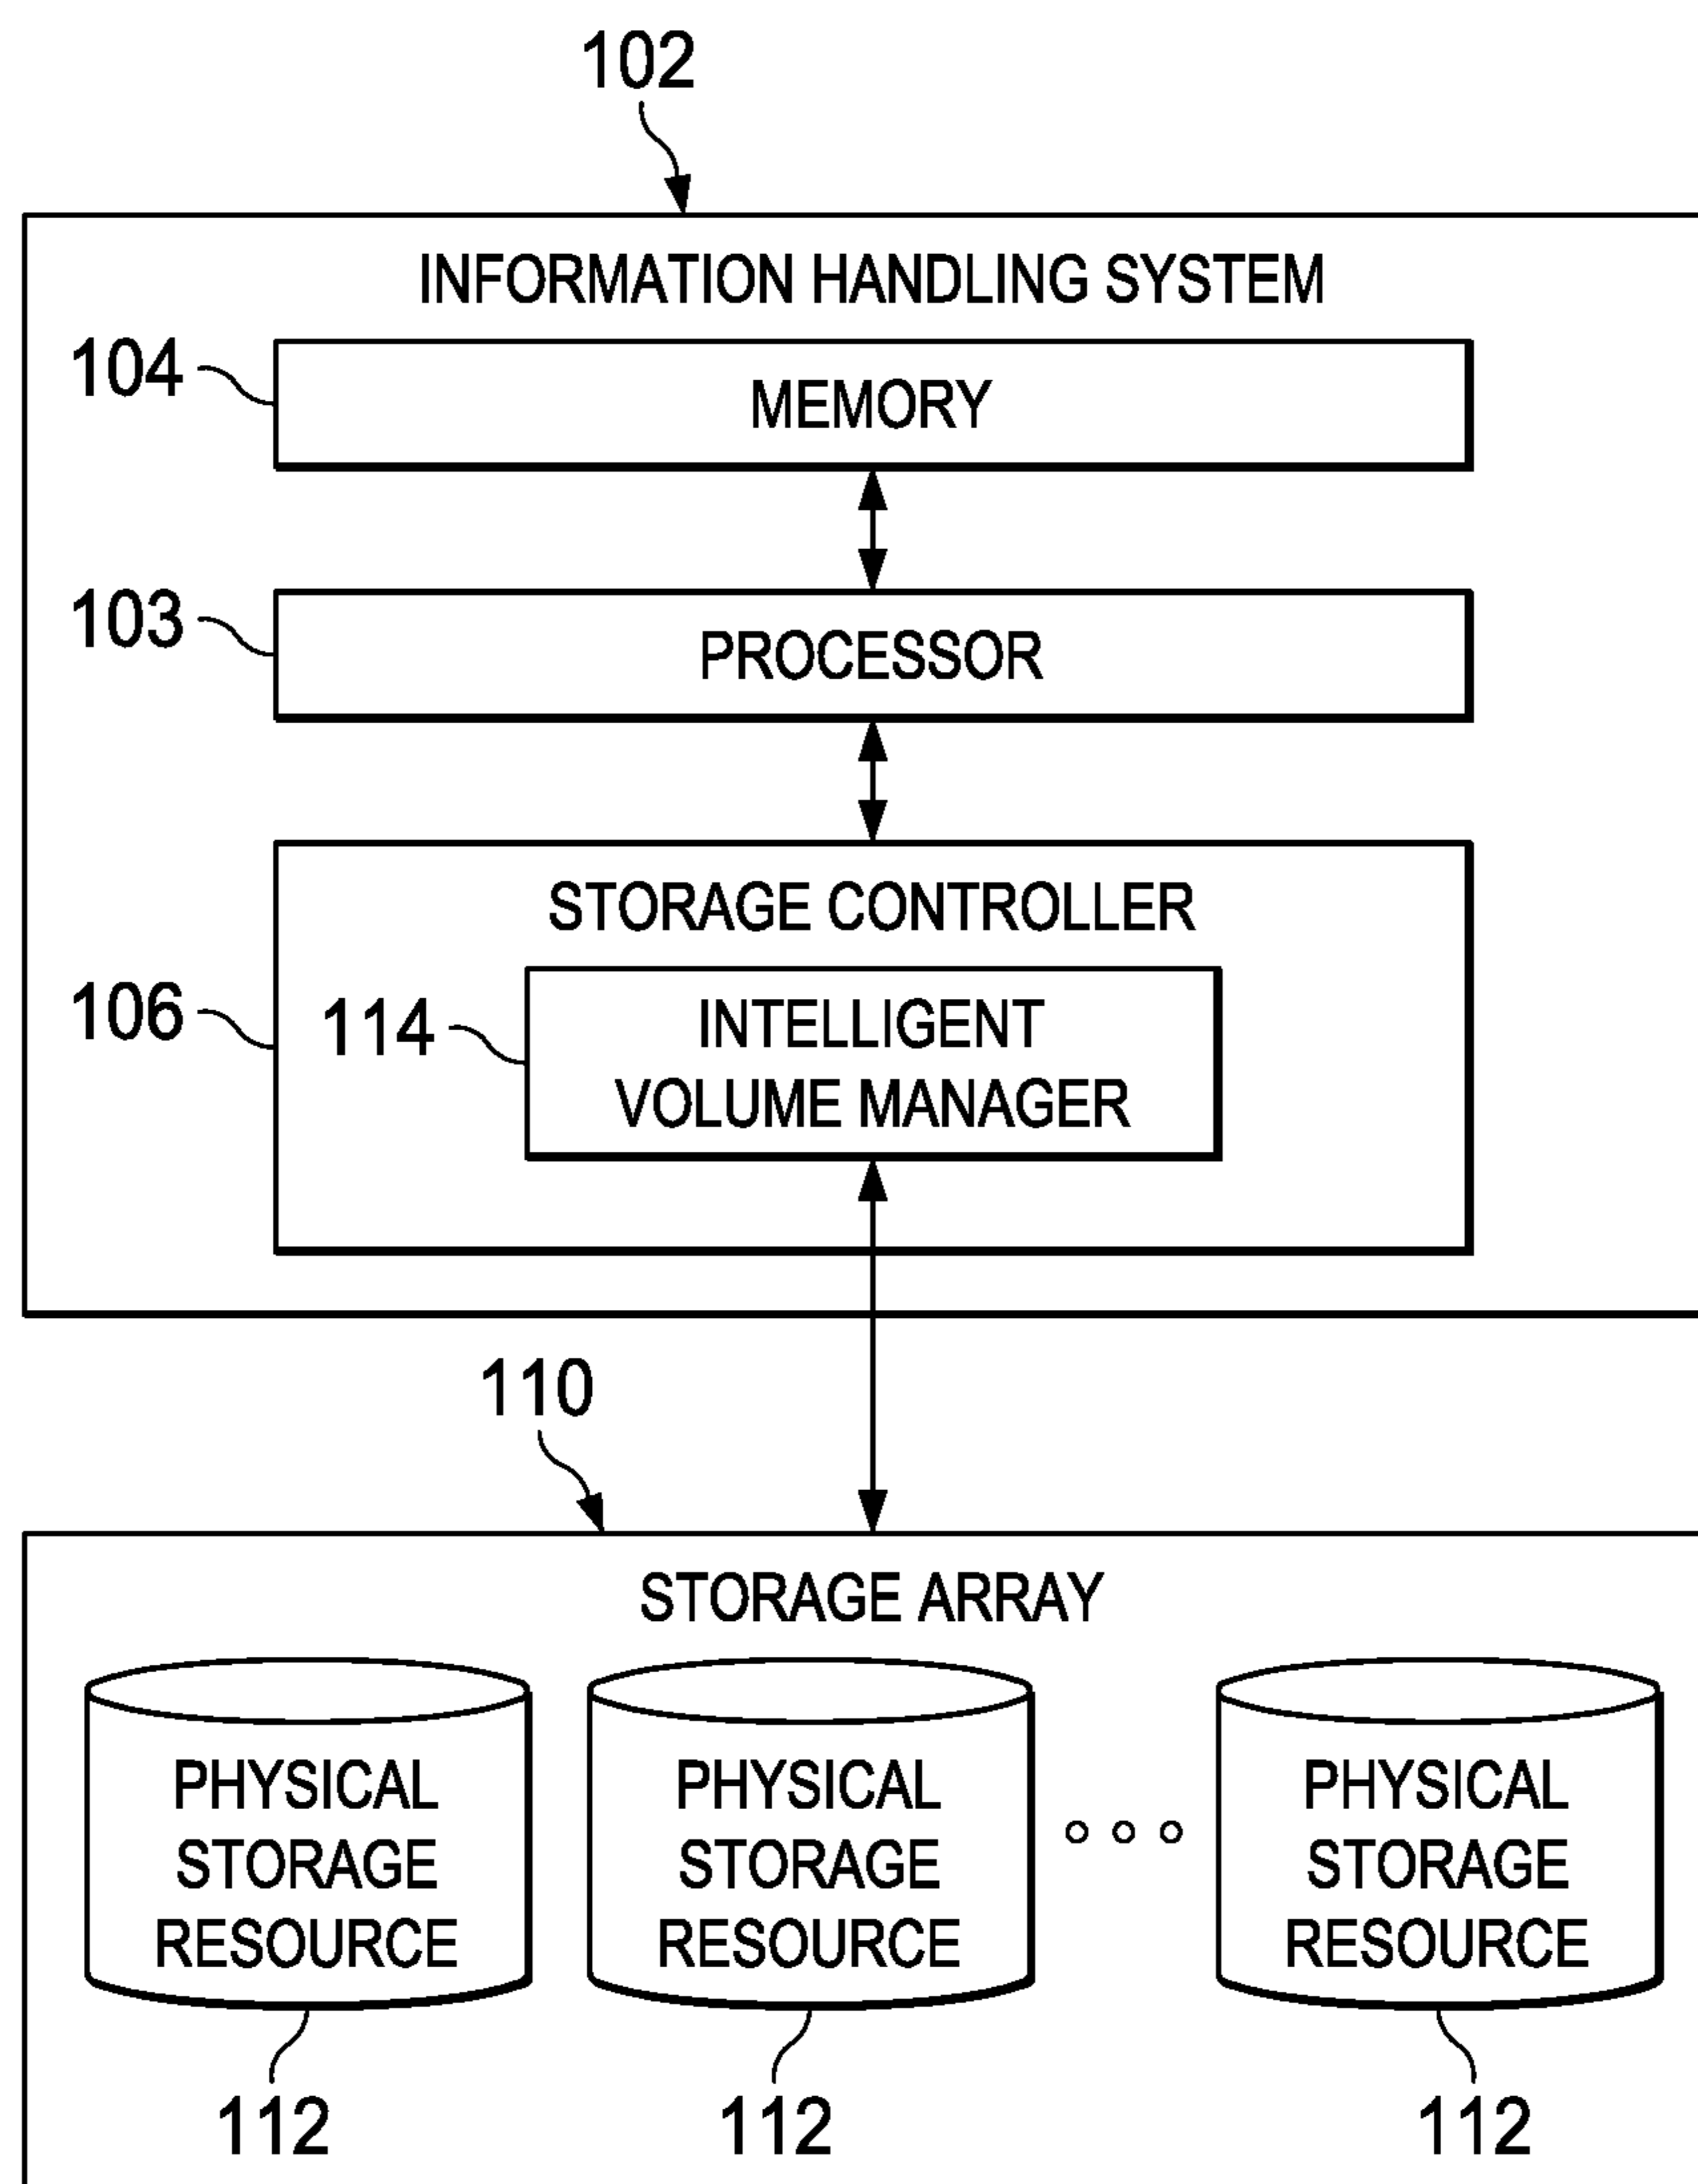 102
INFORMATION HANDLING SYSTEM
104
MEMORY
103
PROCESSOR
STORAGE CONTROLLER
106
114
INTELLIGENT
VOLUME MANAGER
110
STORAGE ARRAY
PHYSICAL
STORAGE
RESOURCE
PHYSICAL
STORAGE
RESOURCE
PHYSICAL
STORAGE
RESOURCE
112
112
112